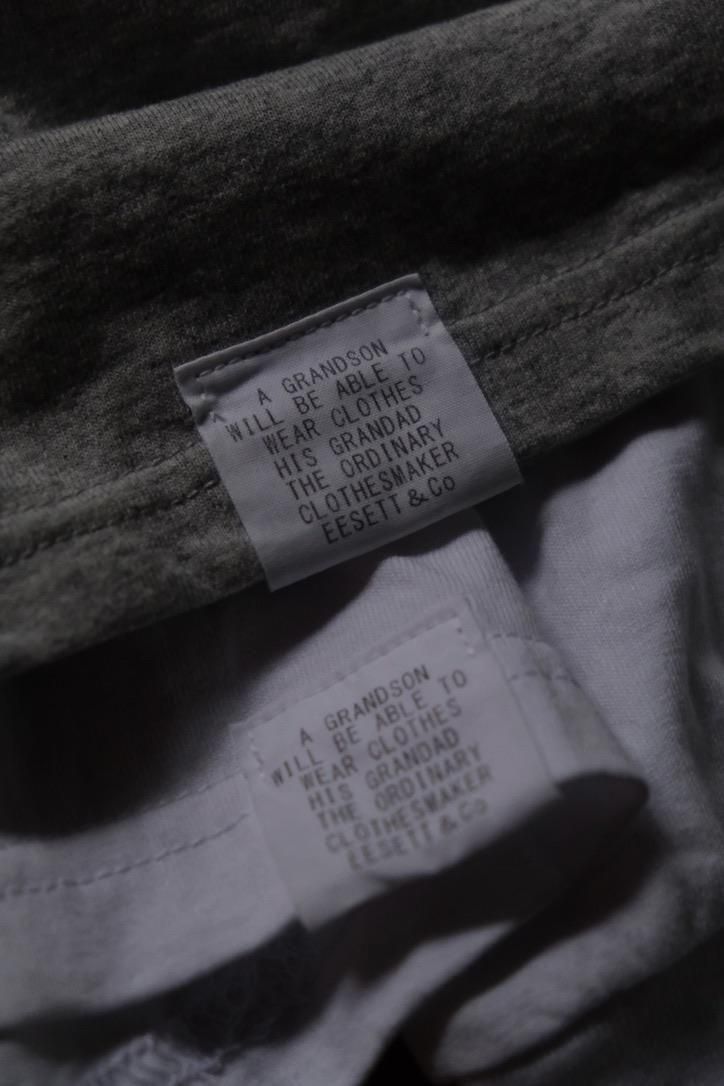 A GRANDSON
WILL BE ABLE TO
WEAR CLOTHES
HIS GRANDAD
THE ORDINARY
CLOTHESMAKER
EESETT & Co
A GRANDSON
WILL BE ABLE TO
WEAR CLOTHES
HIS GRANDAD
THE ORDINARY
CLOTHESMAKER
EESETT & Co